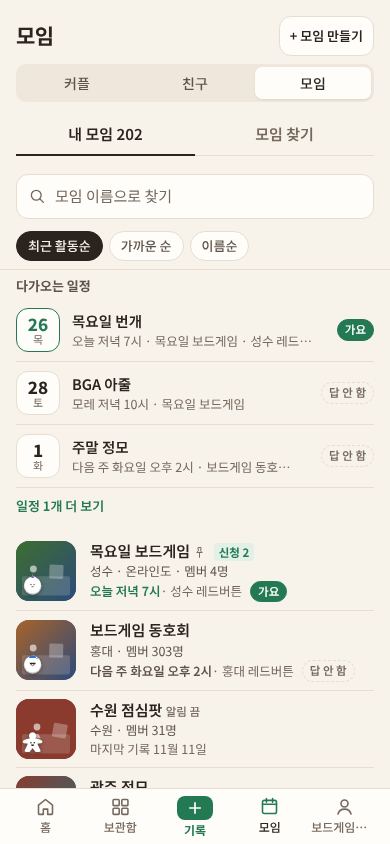 모임
+ 모임 만들기
커플
친구
모임
내 모임 202
모임 찾기
모임 이름으로 찾기
최근 활동순
가까운 순
이름순
다가오는 일정
26
목
목요일 번개
오늘 저녁 7시 · 목요일 보드게임 · 성수 레드…
가요
28
토
BGA 아줄
모레 저녁 10시 · 목요일 보드게임
답 안 함
1
화
주말 정모
다음 주 화요일 오후 2시 · 보드게임 동호…
답 안 함
일정 1개 더 보기
목요일 보드게임 신청 2
성수 · 온라인도 · 멤버 4명
오늘 저녁 7시 · 성수 레드버튼 가요
보드게임 동호회
홍대 · 멤버 303명
다음 주 화요일 오후 2시 · 홍대 레드버튼 답 안 함
수원 점심팟 알림 끔
수원 · 멤버 31명
마지막 기록 11월 11일
광주 정모
홈
보관함
기록
모임
보드게임…